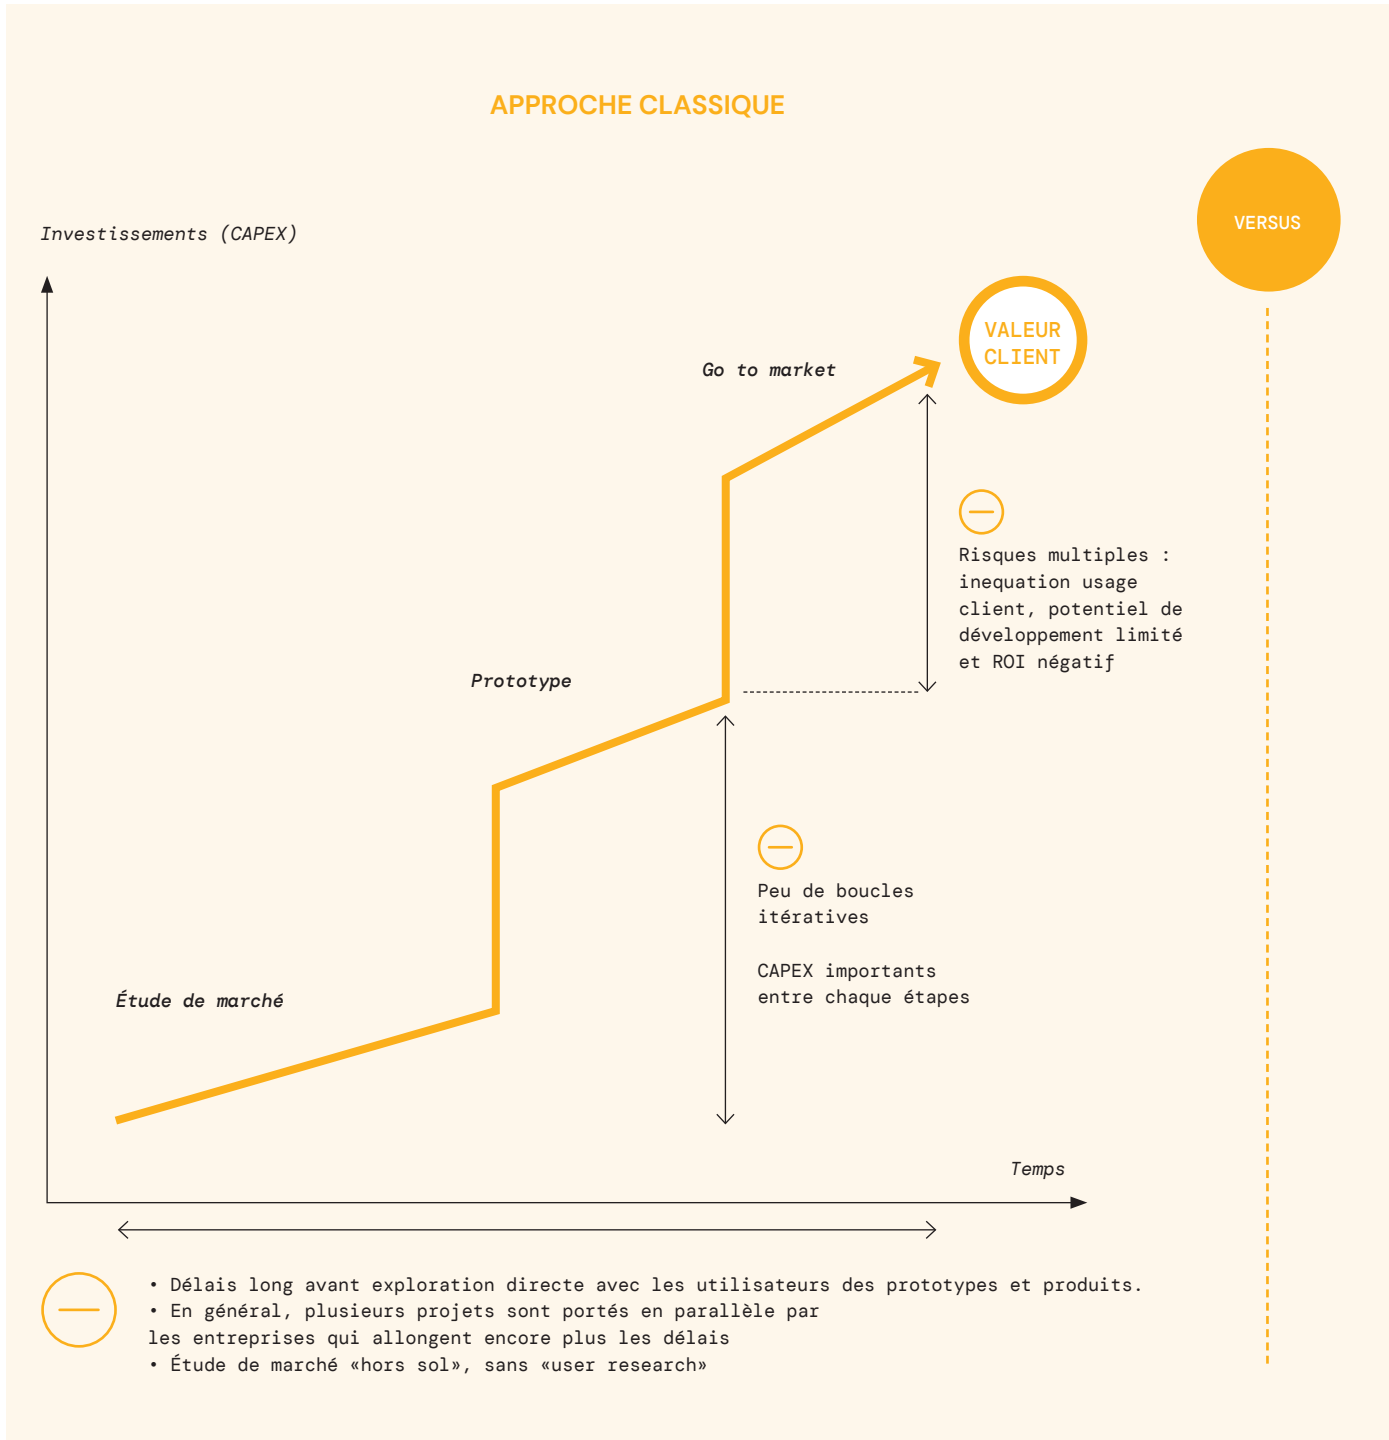 APPROCHE CLASSIQUE
VERSUS
Investissements (CAPEX)
VALEUR
CLIENT
Go to market
Risques multiples :
inequation usage
client, potentiel de
développement limité
et ROI négatif
Prototype
Peu de boucles
itératives
CAPEX importants
entre chaque étapes
Étude de marché
Temps
• Délais long avant exploration directe avec les utilisateurs des prototypes et produits.
• En général, plusieurs projets sont portés en parallèle par
les entreprises qui allongent encore plus les délais
• Étude de marché «hors sol», sans «user research»